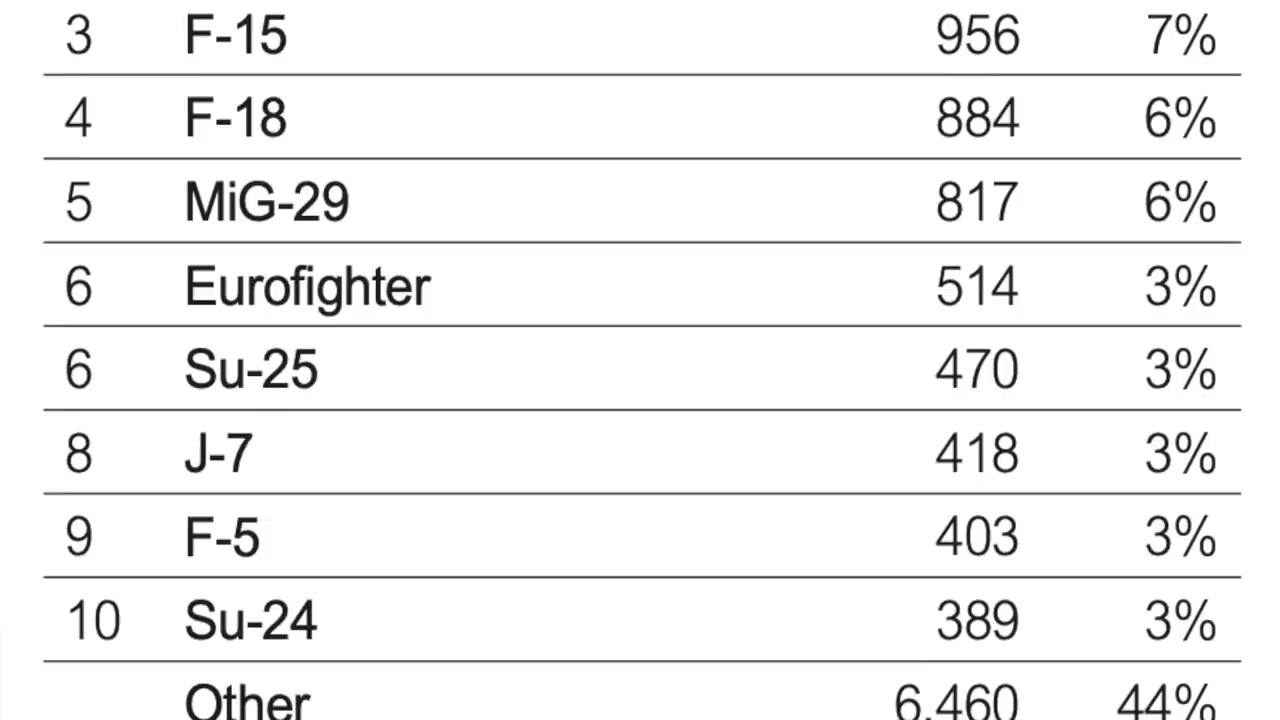 3 F-15 956 7%
4 F-18 884 6%
5 MiG-29 817 6%
6 Eurofighter 514 3%
6 Su-25 470 3%
8 J-7 418 3%
9 F-5 403 3%
10 Su-24 389 3%
Other 6,460 44%